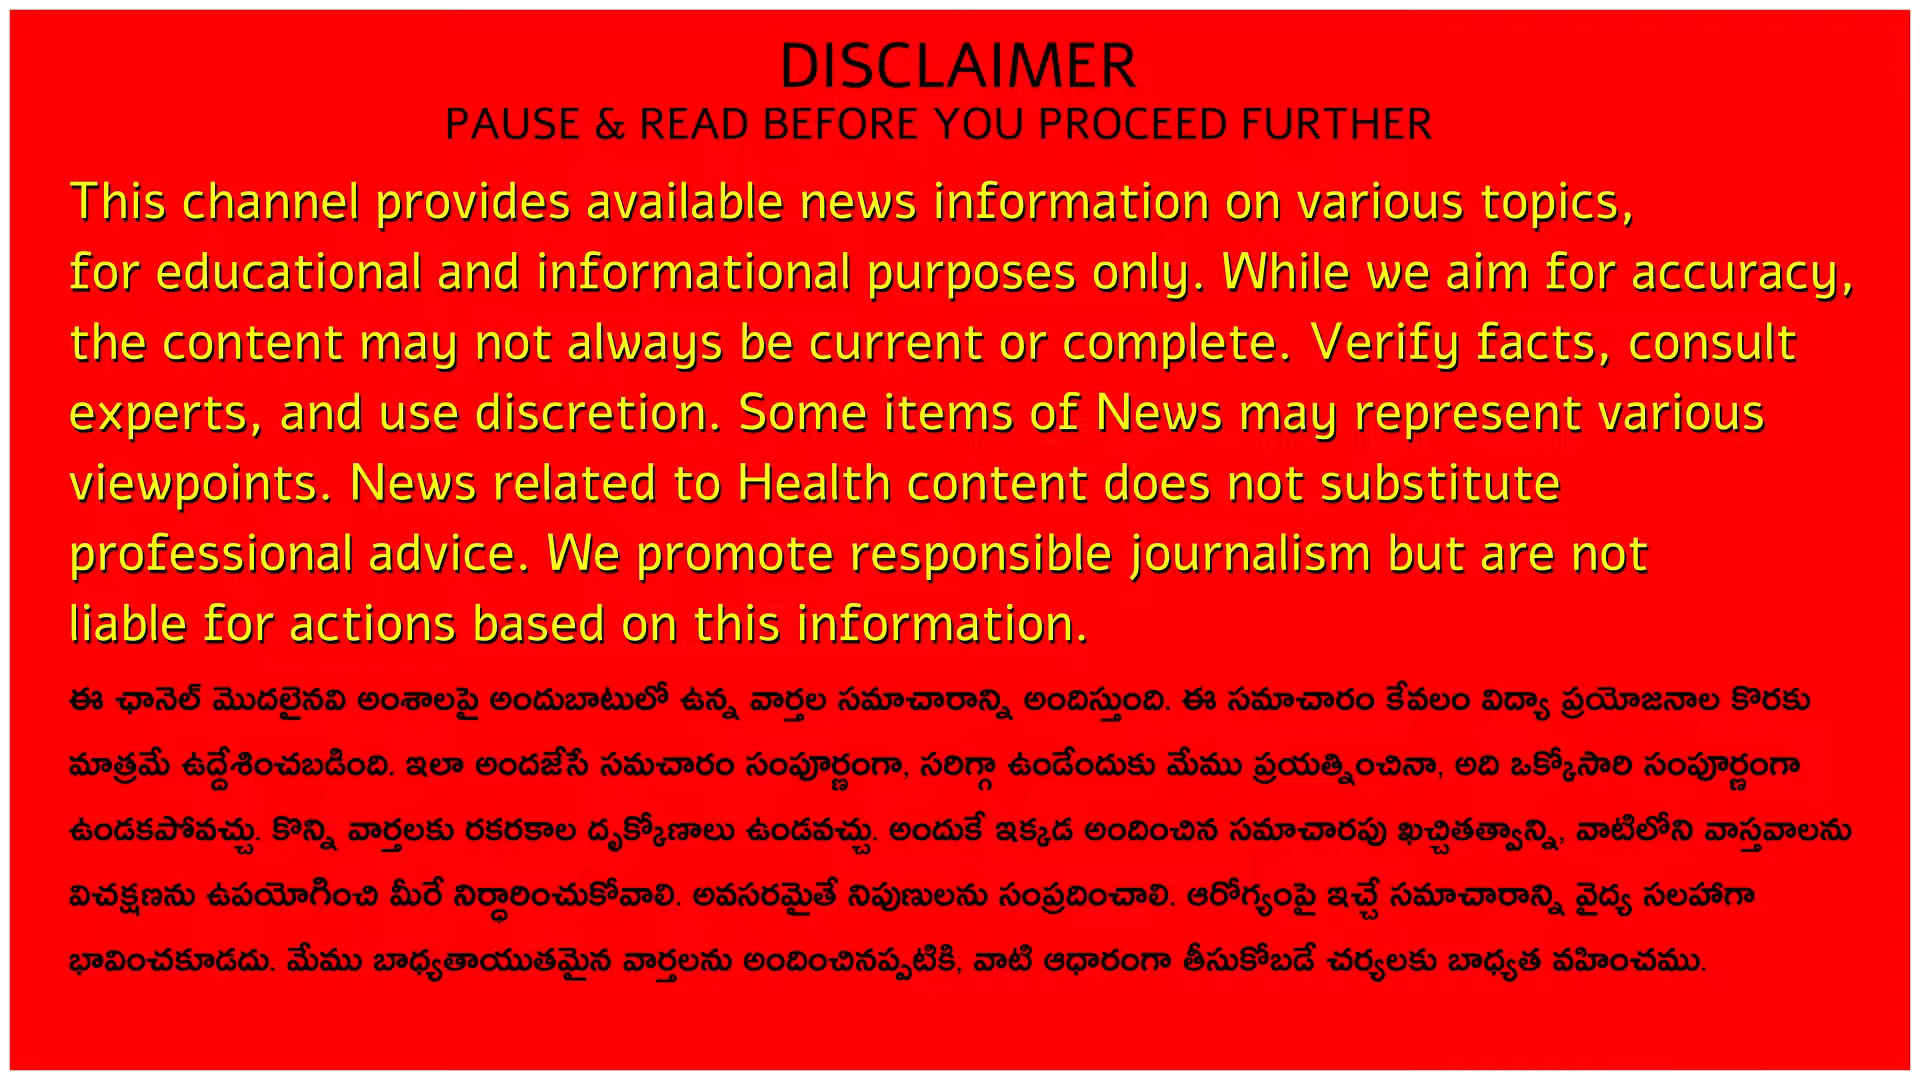 DISCLAIMER
PAUSE & READ BEFORE YOU PROCEED FURTHER
This channel provides available news information on various topics,
for educational and informational purposes only. While we aim for accuracy,
the content may not always be current or complete. Verify facts, consult
experts, and use discretion. Some items of News may represent various
viewpoints. News related to Health content does not substitute
professional advice. We promote responsible journalism but are not
liable for actions based on this information.
ఈ ఛానెల్ మొదలైనవి అంశాలపై అందుబాటులో ఉన్న వార్తల సమాచారాన్ని అందిస్తుంది. ఈ సమాచారం కేవలం విద్యా ప్రయోజనాల కొరకు
మాత్రమే ఉద్దేశించబడింది. ఇలా అందజేసే సమచారం సంపూర్ణంగా, సరిగ్గా ఉండేందుకు మేము ప్రయత్నించినా, అది ఒక్కోసారి సంపూర్ణంగా
ఉండకపోవచ్చు. కొన్ని వార్తలకు రకరకాల దృక్కోణాలు ఉండవచ్చు. అందుకే ఇక్కడ అందించిన సమాచారపు ఖచ్చితత్వాన్ని, వాటిలోని వాస్తవాలను
విచక్షణను ఉపయోగించి మీరే నిర్ధారించుకోవాలి. అవసరమైతే నిపుణులను సంప్రదించాలి. ఆరోగ్యంపై ఇచ్చే సమాచారాన్ని వైద్య సలహాగా
భావించకూడదు. మేము బాధ్యతాయుతమైన వార్తలను అందించినప్పటికి, వాటి ఆధారంగా తీసుకోబడే చర్యలకు బాధ్యత వహించము.